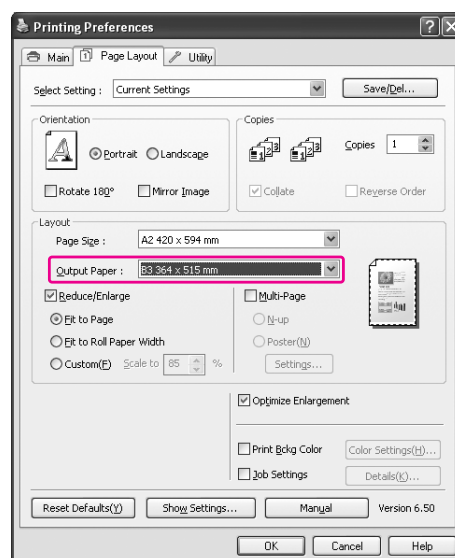 Printing Preferences
Main Page Layout Utility
Select Setting : Current Settings Save/Del...
Orientation
Portrait Landscape
Rotate 180° Mirror Image
Copies
Copies 1
Collate Reverse Order
Layout
Page Size : A2 420 x 594 mm
Output Paper : B3 364 x 515 mm
Reduce/Enlarge
Fit to Page
Fit to Roll Paper Width
Custom(F) Scale to 85 %
Multi-Page
N-up
Poster(N)
Settings...
Optimize Enlargement
Print Bckg Color Color Settings(H)...
Job Settings Details(K)...
Reset Defaults(Y) Show Settings... Manual Version 6.50
OK Cancel Help